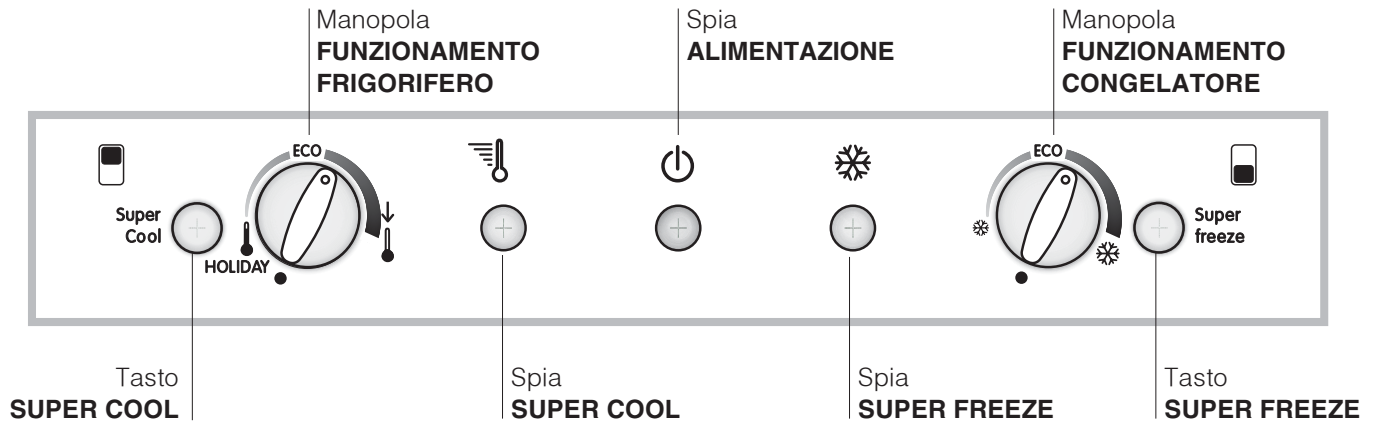 Manopola
FUNZIONAMENTO
FRIGORIFERO
Spia
ALIMENTAZIONE
Manopola
FUNZIONAMENTO
CONGELATORE
ECO
ECO
Super
Cool
HOLIDAY
Super
freeze
Tasto
SUPER COOL
Spia
SUPER COOL
Spia
SUPER FREEZE
Tasto
SUPER FREEZE